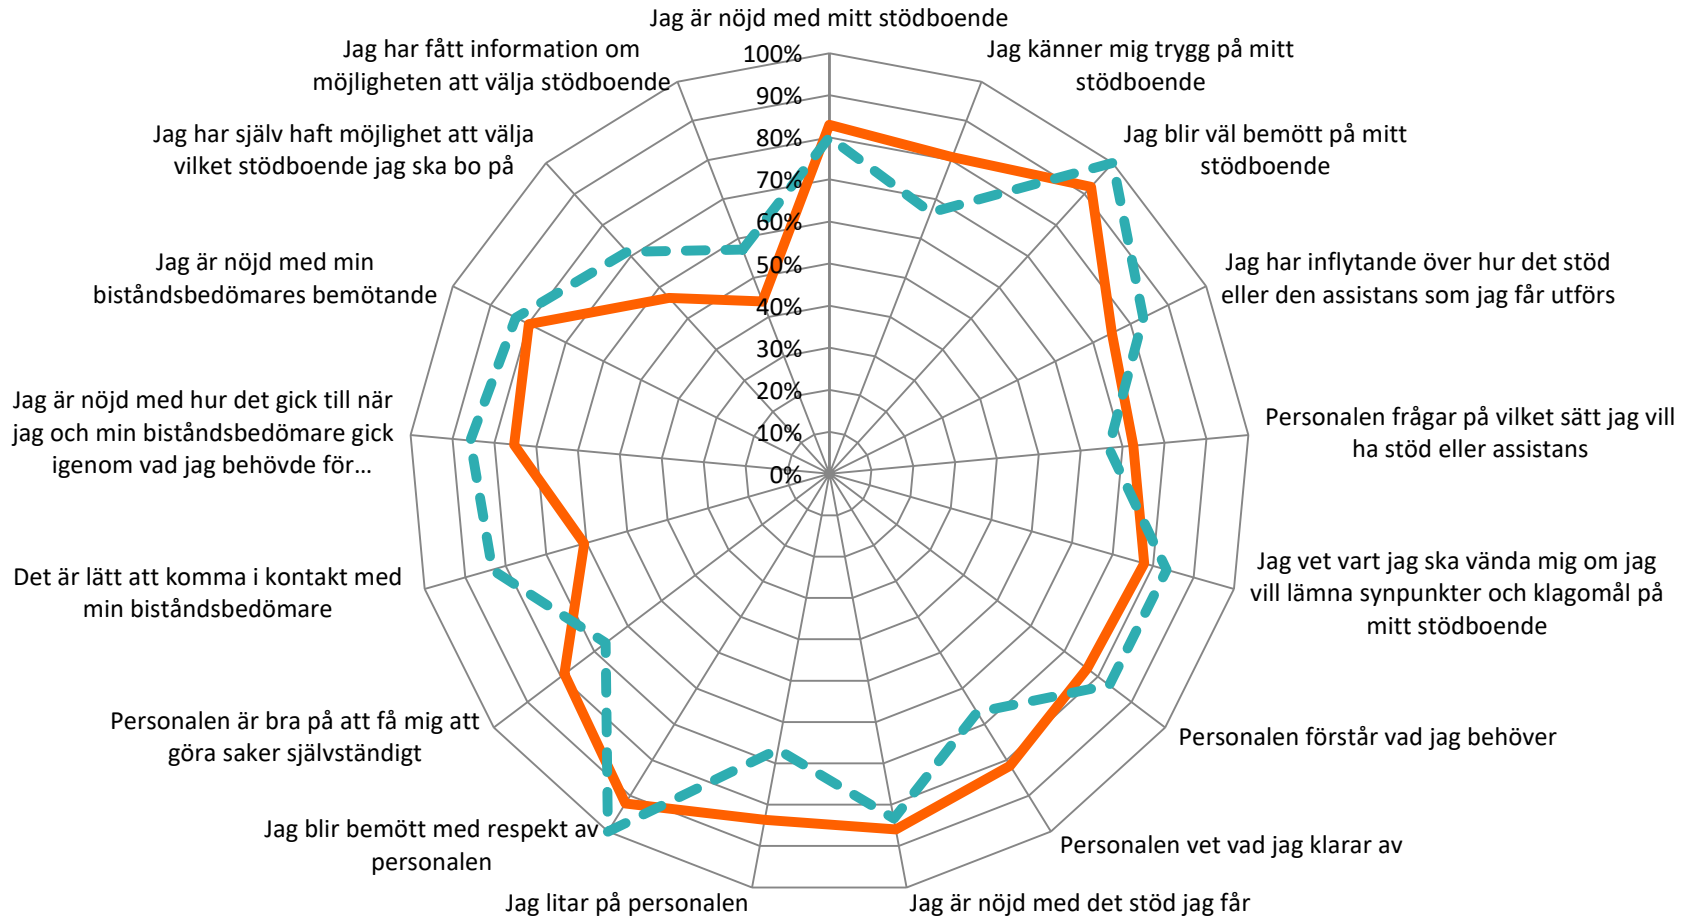 Jag är nöjd med mitt stödboende
Jag känner mig trygg på mitt
stödboende
Jag blir väl bemött på mitt
stödboende
Jag har inflytande över hur det stöd
eller den assistans som jag får utförs
Personalen frågar på vilket sätt jag vill
ha stöd eller assistans
Jag vet vart jag ska vända mig om jag
vill lämna synpunkter och klagomål på
mitt stödboende
Personalen förstår vad jag behöver
Personalen vet vad jag klarar av
Jag är nöjd med det stöd jag får
Jag litar på personalen
Jag blir bemött med respekt av
personalen
Personalen är bra på att få mig att
göra saker självständigt
Det är lätt att komma i kontakt med
min biståndsbedömare
Jag är nöjd med hur det gick till när
jag och min biståndsbedömare gick
igenom vad jag behövde för...
Jag är nöjd med min
biståndsbedömares bemötande
Jag har själv haft möjlighet att välja
vilket stödboende jag ska bo på
Jag har fått information om
möjligheten att välja stödboende
100%
90%
80%
70%
60%
50%
40%
30%
20%
10%
0%